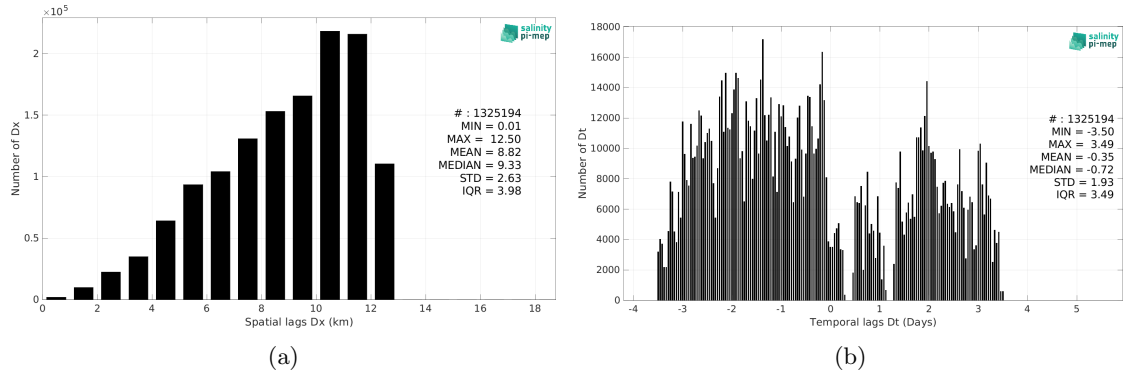 ×10⁵
2
1.5
1
0.5
0
0 2 4 6 8 10 12 14 16 18
Number of Dx
Spatial lags Dx (km)
salinity
pi-mep
# : 1325194
MIN = 0.01
MAX = 12.50
MEAN = 8.82
MEDIAN = 9.33
STD = 2.63
IQR = 3.98
(a)
18000
16000
14000
12000
10000
8000
6000
4000
2000
0
-4 -3 -2 -1 0 1 2 3 4 5
Number of Dt
Temporal lags Dt (Days)
salinity
pi-mep
# : 1325194
MIN = -3.50
MAX = 3.49
MEAN = -0.35
MEDIAN = -0.72
STD = 1.93
IQR = 3.49
(b)